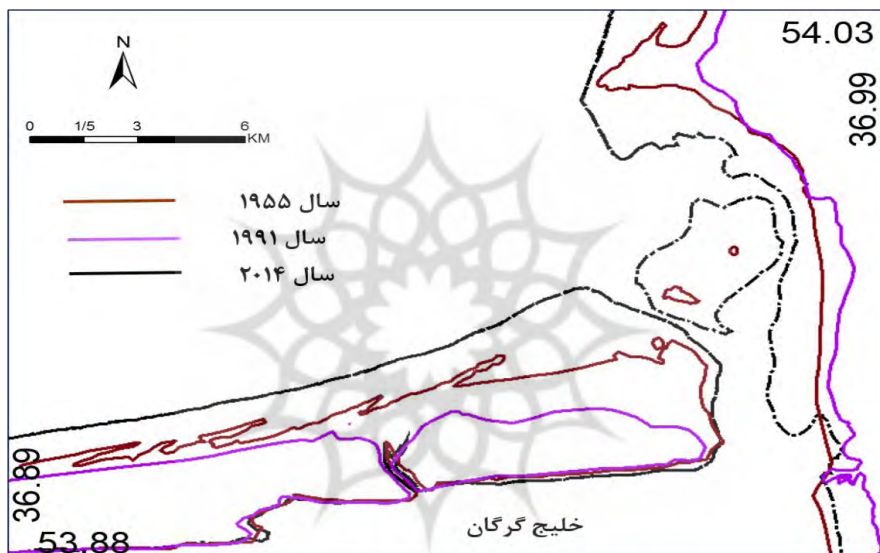 N
54.03
36.99
0 1/5 3 6
KM
سال ۱۹۵۵
سال ۱۹۹۱
سال ۲۰۱۴
36.89
53.88
خلیج گرگان